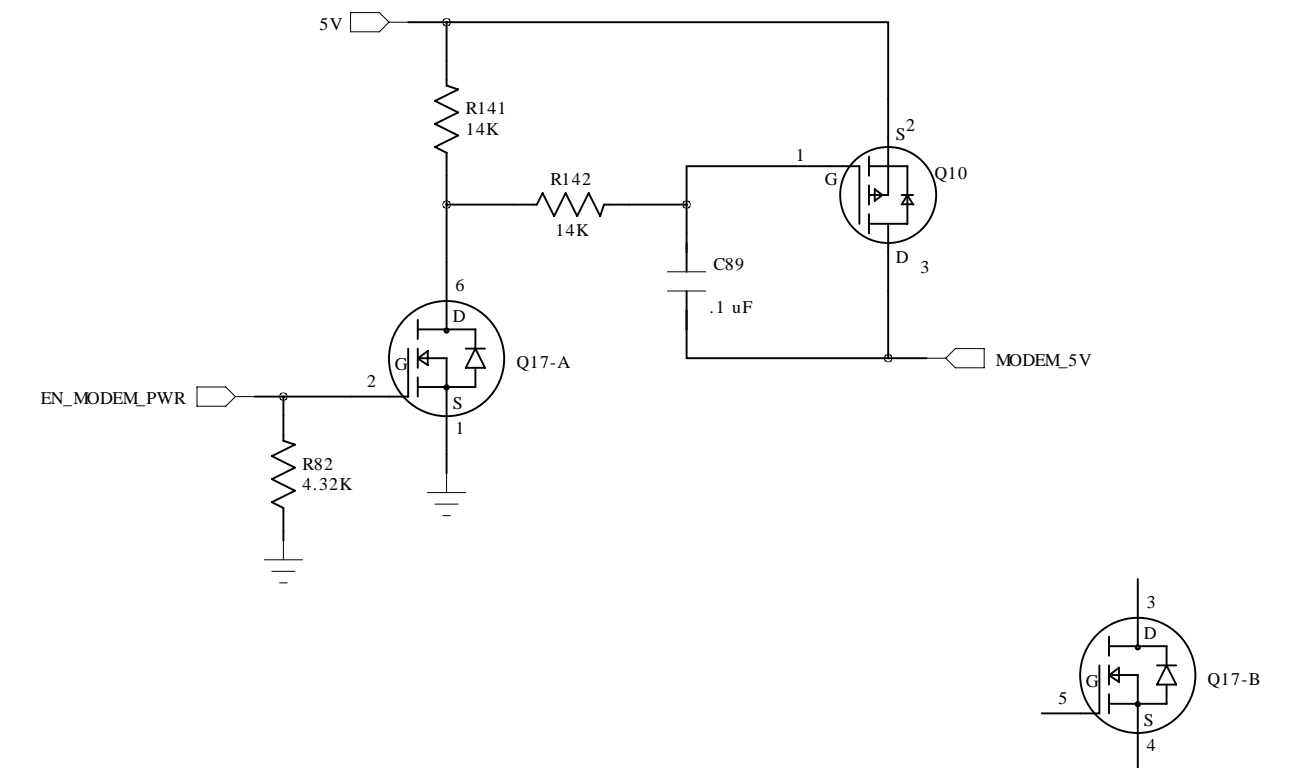 5V
R141
14K
R142
14K
1
G
S
2
Q10
D
3
C89
.1 uF
MODEM_5V
6
D
G
Q17-A
2
S
1
EN_MODEM_PWR
R82
4.32K
3
D
G
Q17-B
5
S
4